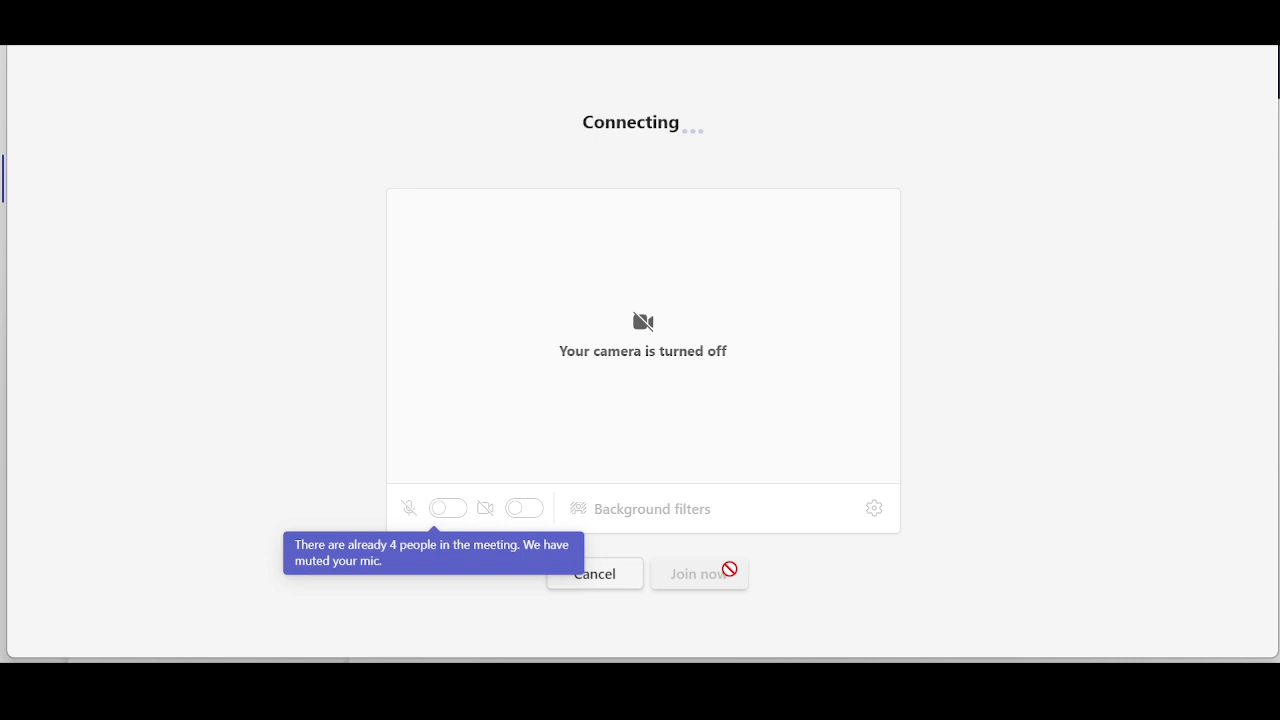 Connecting...
Your camera is turned off
Background filters
There are already 4 people in the meeting. We have
muted your mic.
Cancel
Join now